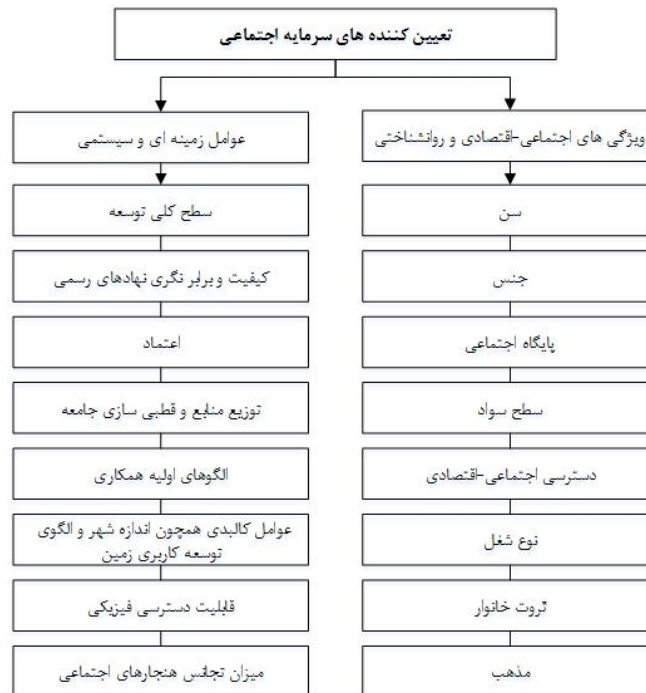 تعیین کننده های سرمایه اجتماعی
ویژگی های اجتماعی-اقتصادی و روانشناختی
سن
جنس
پایگاه اجتماعی
سطح سواد
دسترسی اجتماعی-اقتصادی
نوع شغل
ثروت خانوار
مذهب
عوامل زمینه ای و سیستمی
سطح کلی توسعه
کیفیت و برابر نگری نهادهای رسمی
اعتماد
توزیع منابع و قطبی سازی جامعه
الگوهای اولیه همکاری
عوامل کالبدی همچون اندازه شهر و الگوی
توسعه کاربری زمین
قابلیت دسترسی فیزیکی
میزان تجانس هنجارهای اجتماعی